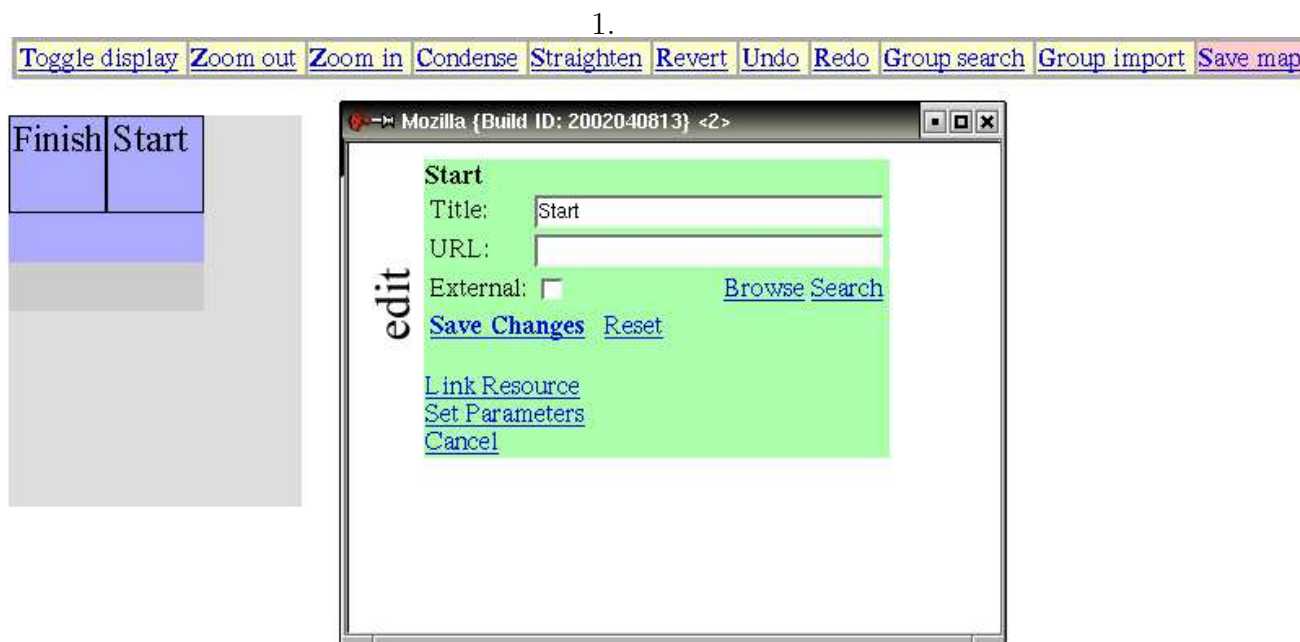 1.
Toggle display Zoom out Zoom in Condense Straighten Revert Undo Redo Group search Group import Save map
Finish Start
Mozilla {Build ID: 2002040813} <2>
edit
Start
Title: Start
URL:
External: Browse Search
Save Changes Reset
Link Resource
Set Parameters
Cancel